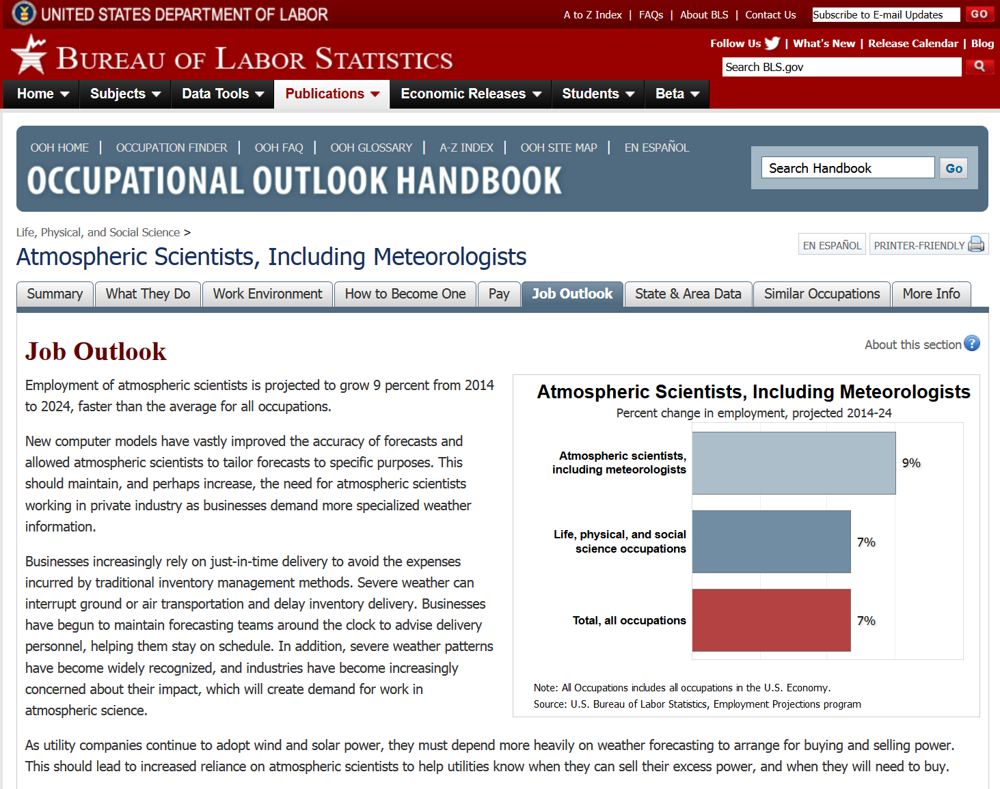 UNITED STATES DEPARTMENT OF LABOR
A to Z Index | FAQs | About BLS | Contact Us Subscribe to E-mail Updates GO
BUREAU OF LABOR STATISTICS
Follow Us | What's New | Release Calendar | Blog
Search BLS.gov
Home Subjects Data Tools Publications Economic Releases Students Beta
OOH HOME | OCCUPATION FINDER | OOH FAQ | OOH GLOSSARY | A-Z INDEX | OOH SITE MAP | EN ESPAÑOL
OCCUPATIONAL OUTLOOK HANDBOOK
Search Handbook Go
Life, Physical, and Social Science >
Atmospheric Scientists, Including Meteorologists
EN ESPAÑOL PRINTER-FRIENDLY
Summary What They Do Work Environment How to Become One Pay Job Outlook State & Area Data Similar Occupations More Info
Job Outlook
About this section ?
Employment of atmospheric scientists is projected to grow 9 percent from 2014
to 2024, faster than the average for all occupations.
New computer models have vastly improved the accuracy of forecasts and
allowed atmospheric scientists to tailor forecasts to specific purposes. This
should maintain, and perhaps increase, the need for atmospheric scientists
working in private industry as businesses demand more specialized weather
information.
Businesses increasingly rely on just-in-time delivery to avoid the expenses
incurred by traditional inventory management methods. Severe weather can
interrupt ground or air transportation and delay inventory delivery. Businesses
have begun to maintain forecasting teams around the clock to advise delivery
personnel, helping them stay on schedule. In addition, severe weather patterns
have become widely recognized, and industries have become increasingly
concerned about their impact, which will create demand for work in
atmospheric science.
Atmospheric Scientists, Including Meteorologists
Percent change in employment, projected 2014-24
Atmospheric scientists,
including meteorologists
9%
Life, physical, and social
science occupations
7%
Total, all occupations
7%
Note: All Occupations includes all occupations in the U.S. Economy.
Source: U.S. Bureau of Labor Statistics, Employment Projections program
As utility companies continue to adopt wind and solar power, they must depend more heavily on weather forecasting to arrange for buying and selling power.
This should lead to increased reliance on atmospheric scientists to help utilities know when they can sell their excess power, and when they will need to buy.